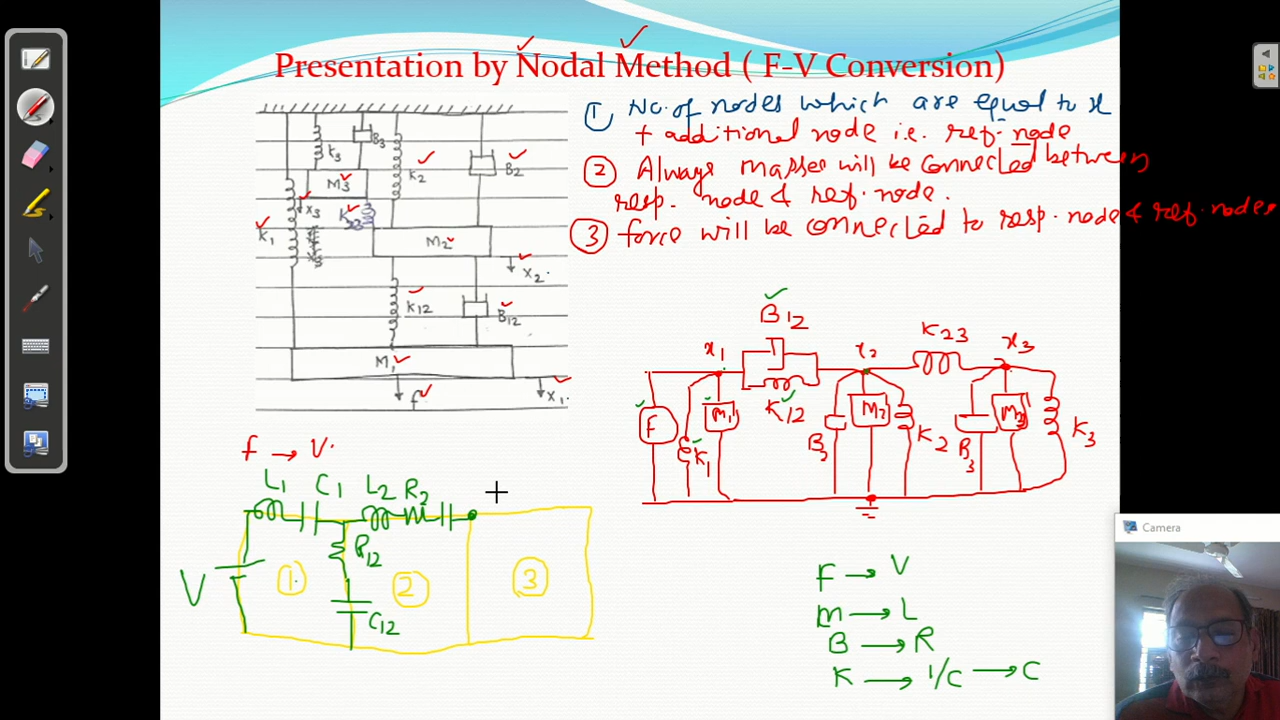 Presentation by Nodal Method ( F-V Conversion)
① No. of nodes which are equal to x
+ additional node i.e. ref. node
② Always masses will be connected between
resp. node & ref. node.
③ force will be connected to resp. node & ref. node.
K3
B3
K2
B2
M3
x3
K23
K1
M2
x2
K12
B12
M1
f
x1
B12
x1
x2
K23
x3
F
M1
K12
K1
B3
M2
K2
B3
M3
K3
f → V
L1 C1 L2 R2
R12
V
① ② ③
C12
F → V
M → L
B → R
K → 1/C → C
Camera